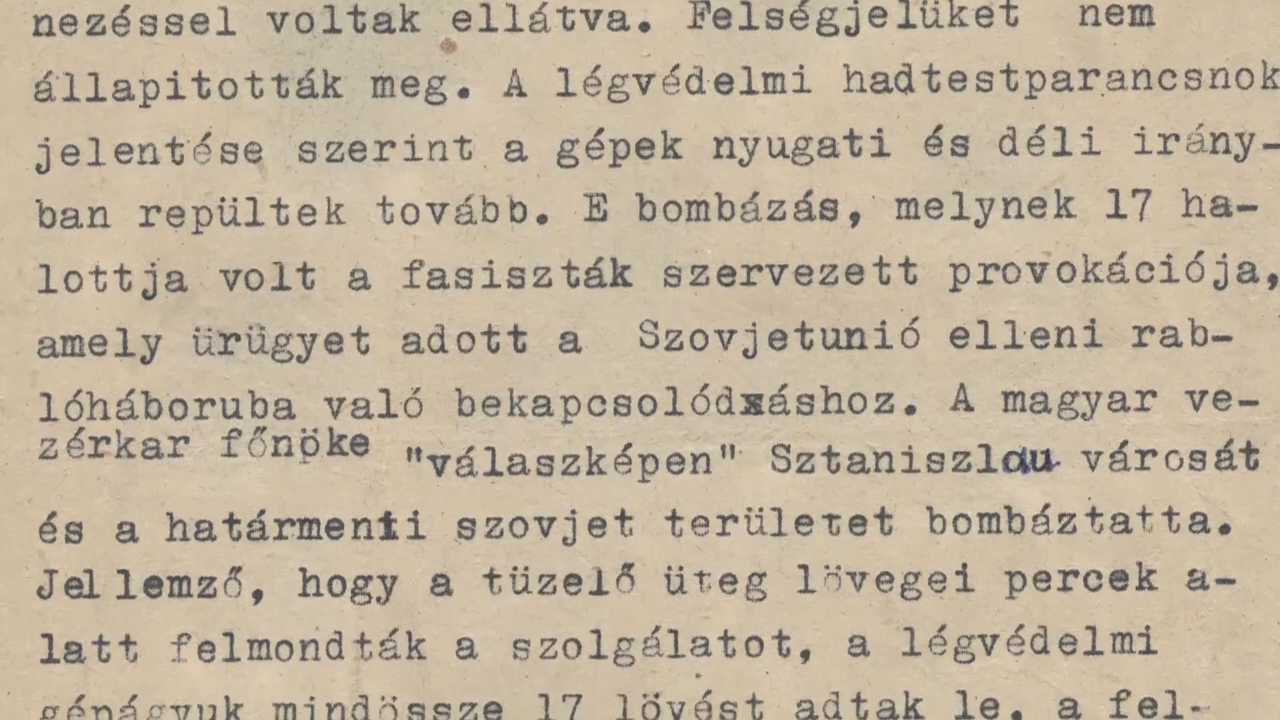 nezéssel voltak ellátva. Felségjelüket nem
állapitották meg. A légvédelmi hadtestparancsnok
jelentése szerint a gépek nyugati és déli irány-
ban repültek tovább. E bombázás, melynek 17 ha-
lottja volt a fasiszták szervezett provokációja,
amely ürügyet adott a Szovjetunió elleni rab-
lóháboruba való bekapcsolódxáshoz. A magyar ve-
zérkar főnöke "válaszképen" Sztaniszlau városát
és a határmenti szovjet területet bombáztatta.
Jellemző, hogy a tüzelő üteg lövegei percek a-
latt felmondták a szolgálatot, a légvédelmi
gépágyuk mindössze 17 lövést adtak le, a fel-